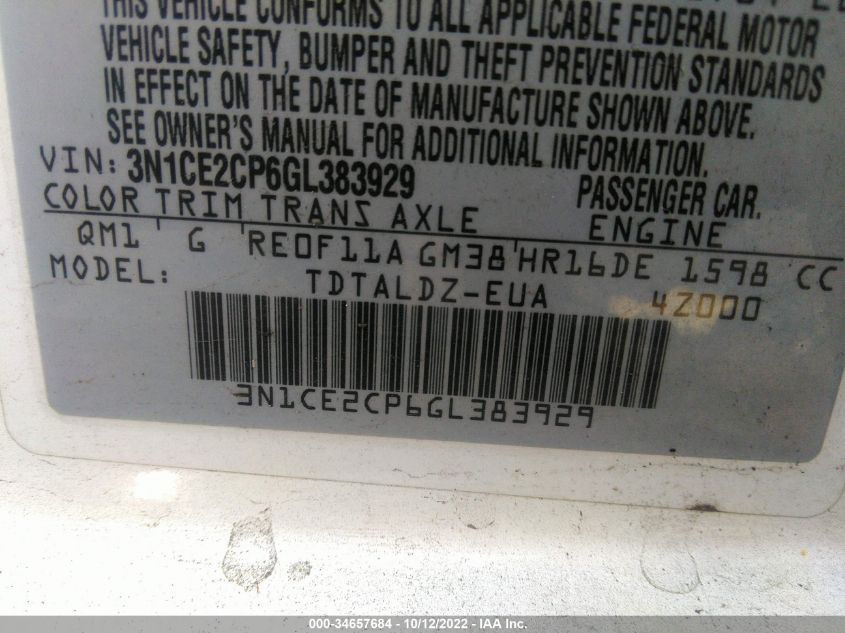 THIS VEHICLE CONFORMS TO ALL APPLICABLE FEDERAL MOTOR
VEHICLE SAFETY, BUMPER AND THEFT PREVENTION STANDARDS
IN EFFECT ON THE DATE OF MANUFACTURE SHOWN ABOVE.
SEE OWNER'S MANUAL FOR ADDITIONAL INFORMATION.
VIN: 3N1CE2CP6GL383929 PASSENGER CAR.
COLOR TRIM TRANS AXLE ENGINE
QM1 G RE0F11A GM38 HR16DE 1598 CC
MODEL: TDTALDZ-EUA 4Z000
3N1CE2CP6GL383929
000-34657684 - 10/12/2022 - IAA Inc.